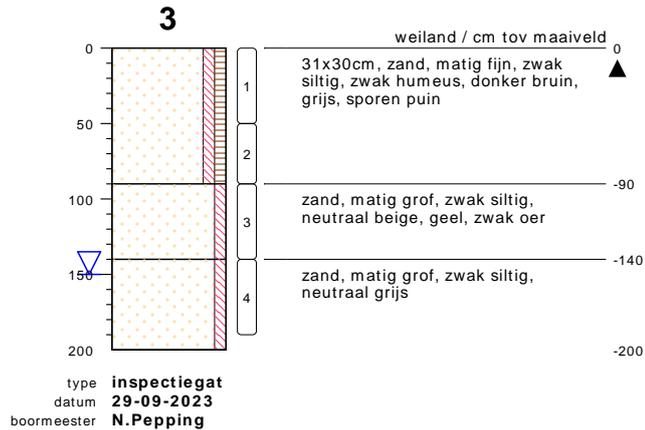 3
weiland / cm tov maaiveld
0
0
31x30cm, zand, matig fijn, zwak
siltig, zwak humeus, donker bruin,
grijs, sporen puin
1
50
2
-90
100
zand, matig grof, zwak siltig,
neutraal beige, geel, zwak oer
3
-140
150
zand, matig grof, zwak siltig,
neutraal grijs
4
200
-200
type inspectiegat
datum 29-09-2023
boormeester N.Pepping